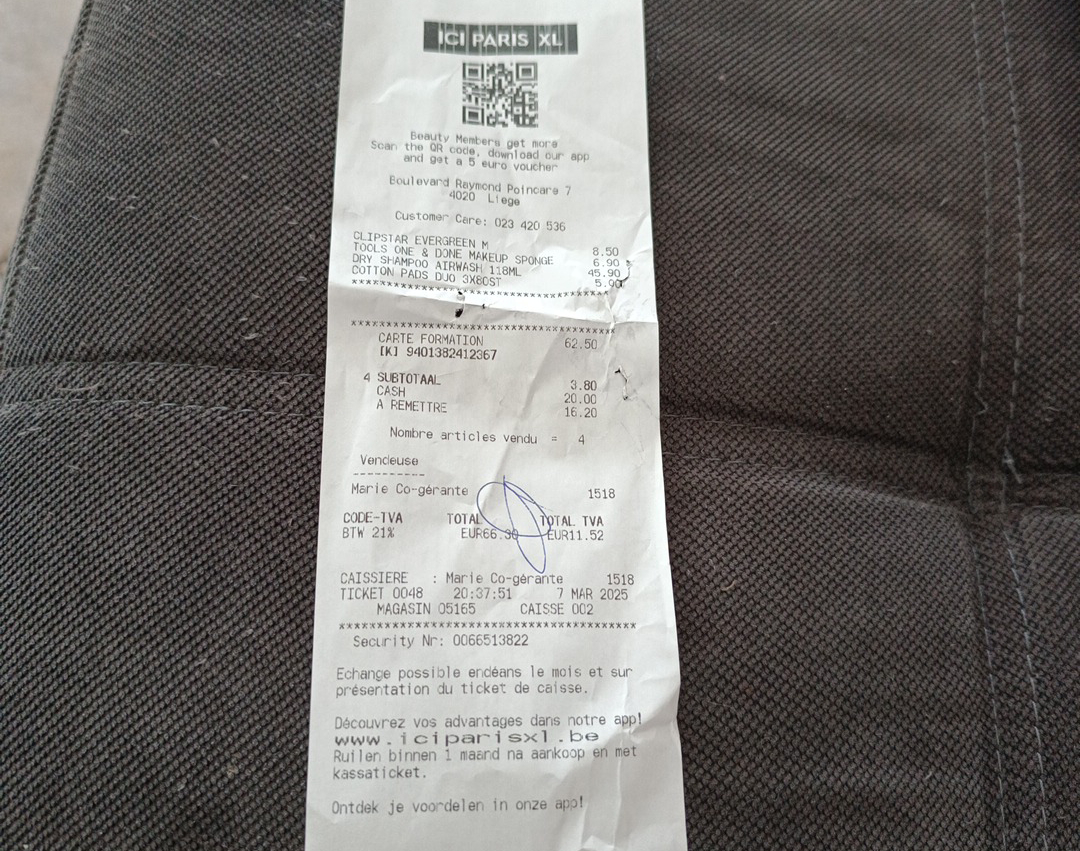 ICI PARIS XL
Beauty Members get more
Scan the QR code, download our app
and get a 5 euro voucher
Boulevard Raymond Poincare 7
4020 Liege
Customer Care: 023 420 536
CLIPSTAR EVERGREEN M 8.50
TOOLS ONE & DONE MAKEUP SPONGE 6.90
DRY SHAMPOO AIRWASH 118ML 45.90
COTTON PADS DUO 3X80ST 5.00
*********************************
*********************************
CARTE FORMATION 62.50
[K] 9401382412367
4 SUBTOTAAL 3.80
CASH 20.00
A REMETTRE 16.20
Nombre articles vendu = 4
Vendeuse
----------
Marie Co-gérante 1518
CODE-TVA TOTAL TOTAL TVA
BTW 21% EUR66.30 EUR11.52
CAISSIERE : Marie Co-gérante 1518
TICKET 0048 20:37:51 7 MAR 2025
MAGASIN 05165 CAISSE 002
*************************************
Security Nr: 0066513822
Echange possible endéans le mois et sur
présentation du ticket de caisse.
Découvrez vos advantages dans notre app!
www.iciparisxl.be
Ruilen binnen 1 maand na aankoop en met
kassaticket.
Ontdek je voordelen in onze app!